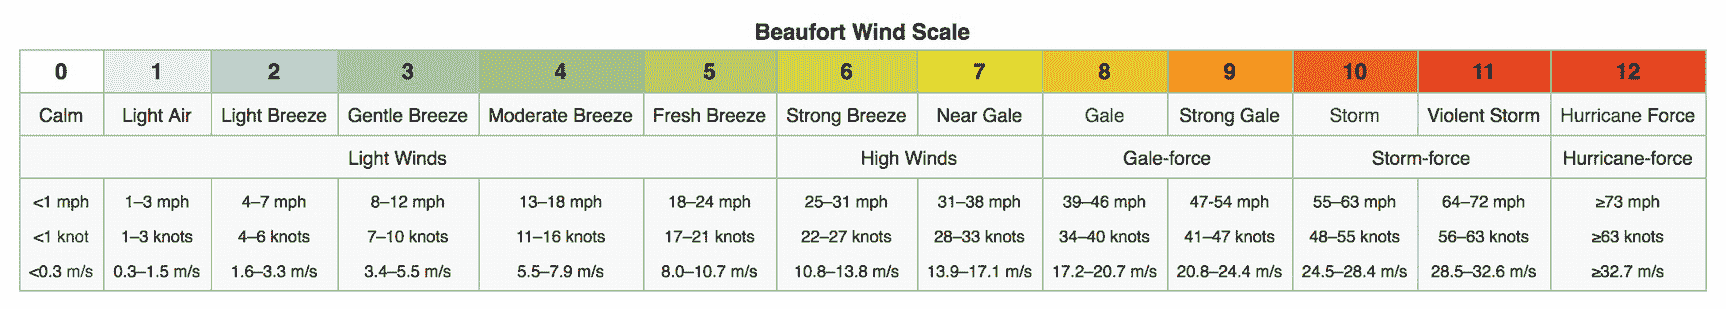 Beaufort Wind Scale
0 1 2 3 4 5 6 7 8 9 10 11 12
Calm Light Air Light Breeze Gentle Breeze Moderate Breeze Fresh Breeze Strong Breeze Near Gale Gale Strong Gale Storm Violent Storm Hurricane Force
Light Winds High Winds Gale-force Storm-force Hurricane-force
<1 mph 1–3 mph 4–7 mph 8–12 mph 13–18 mph 18–24 mph 25–31 mph 31–38 mph 39–46 mph 47-54 mph 55–63 mph 64–72 mph ≥73 mph
<1 knot 1–3 knots 4–6 knots 7–10 knots 11–16 knots 17–21 knots 22–27 knots 28–33 knots 34–40 knots 41–47 knots 48–55 knots 56–63 knots ≥63 knots
<0.3 m/s 0.3–1.5 m/s 1.6–3.3 m/s 3.4–5.5 m/s 5.5–7.9 m/s 8.0–10.7 m/s 10.8–13.8 m/s 13.9–17.1 m/s 17.2–20.7 m/s 20.8–24.4 m/s 24.5–28.4 m/s 28.5–32.6 m/s ≥32.7 m/s